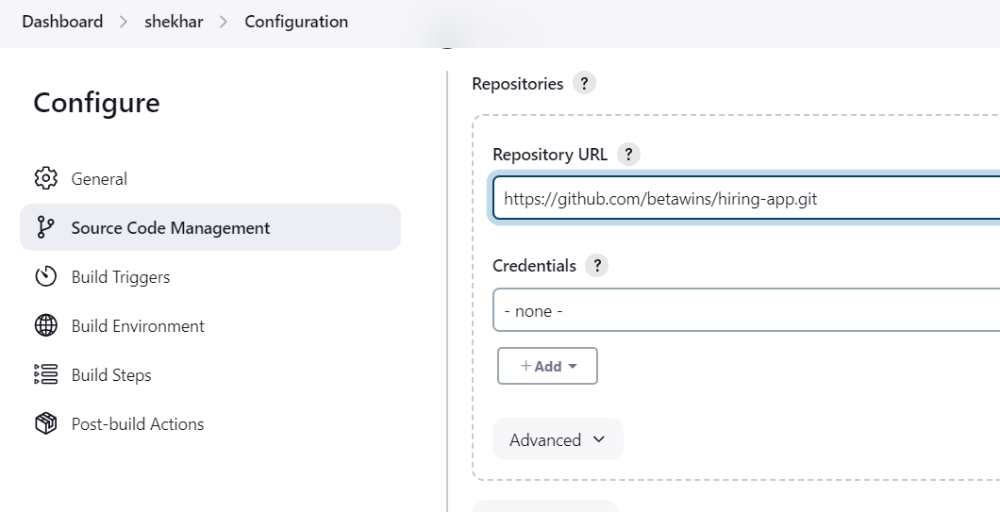 Dashboard > shekhar > Configuration
Configure
General
Source Code Management
Build Triggers
Build Environment
Build Steps
Post-build Actions
Repositories ?
Repository URL ?
https://github.com/betawins/hiring-app.git
Credentials ?
- none -
+ Add
Advanced